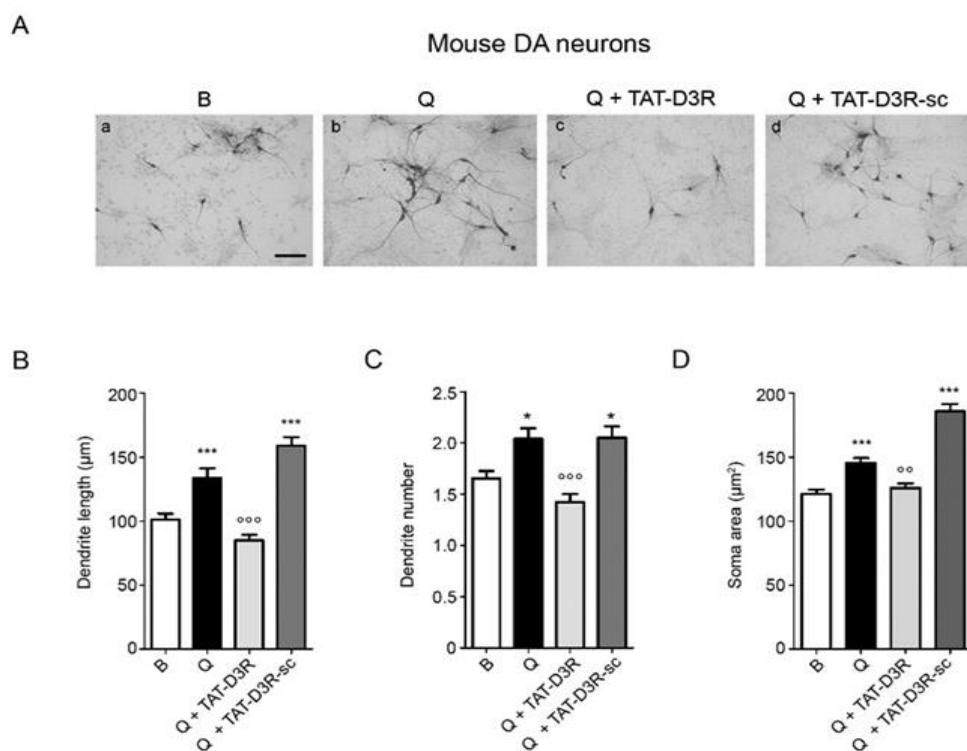 A
Mouse DA neurons
B Q Q + TAT-D3R Q + TAT-D3R-sc
a b c d
B
Dendrite length (µm)
200
150
100
50
0
***
°°°
***
B Q Q + TAT-D3R Q + TAT-D3R-sc
C
Dendrite number
2.5
2.0
1.5
1.0
0.5
0
*
°°°
*
B Q Q + TAT-D3R Q + TAT-D3R-sc
D
Soma area (µm²)
200
150
100
50
0
***
°°
***
B Q Q + TAT-D3R Q + TAT-D3R-sc